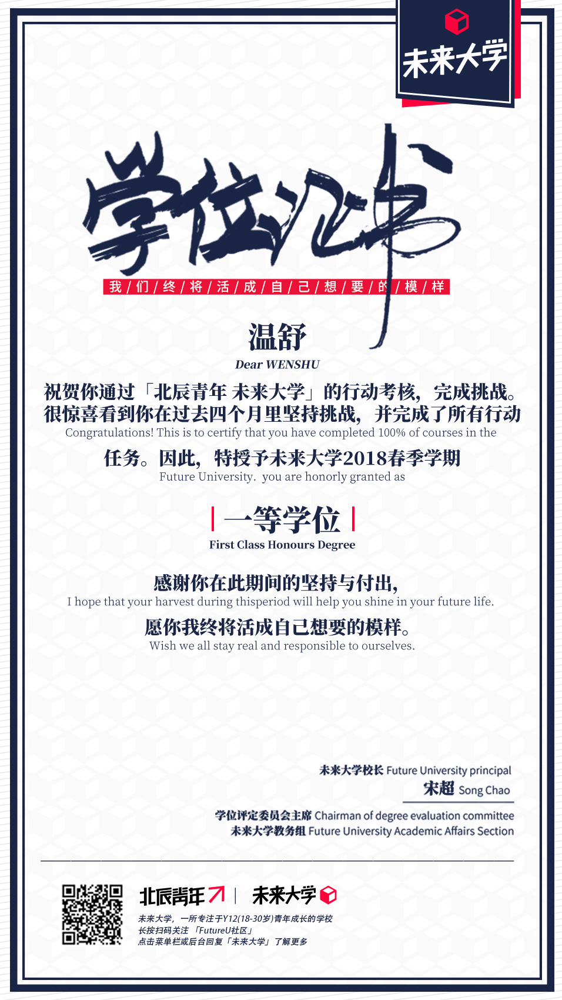 未来大学
学位证书
我/们/终/将/活/成/自/己/想/要/的/模/样
温舒
Dear WENSHU
祝贺你通过「北辰青年 未来大学」的行动考核，完成挑战。
很惊喜看到你在过去四个月里坚持挑战，并完成了所有行动
Congratulations! This is to certify that you have completed 100% of courses in the
任务。因此，特授予未来大学2018春季学期
Future University.  you are honorly granted as
一等学位
First Class Honours Degree
感谢你在此期间的坚持与付出，
I hope that your harvest during thisperiod will help you shine in your future life.
愿你我终将活成自己想要的模样。
Wish we all stay real and responsible to ourselves.
未来大学校长 Future University principal
宋超 Song Chao
学位评定委员会主席 Chairman of degree evaluation committee
未来大学教务组 Future University Academic Affairs Section
北辰青年 | 未来大学
未来大学，一所专注于Y12(18-30岁)青年成长的学校
长按扫码关注 「FutureU社区」
点击菜单栏或后台回复「未来大学」了解更多